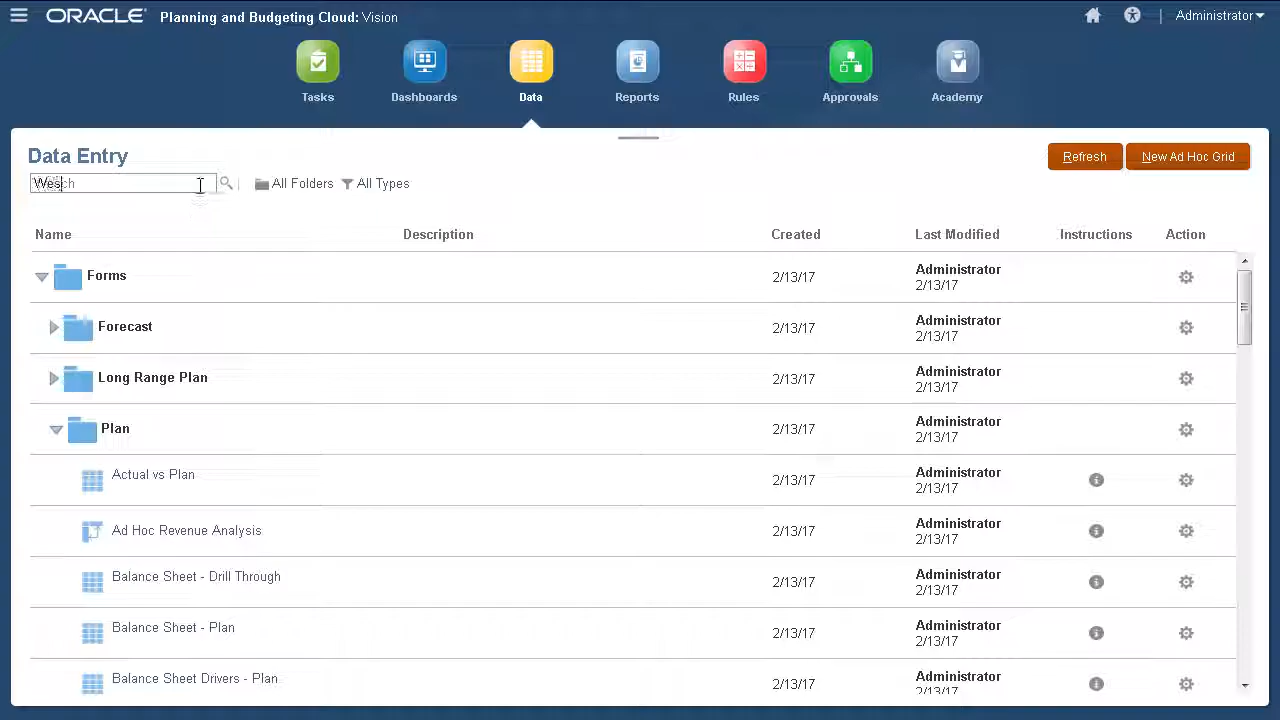 ORACLE Planning and Budgeting Cloud: Vision
Administrator
Tasks
Dashboards
Data
Reports
Rules
Approvals
Academy
Data Entry
Refresh
New Ad Hoc Grid
All Folders
All Types
Name Description Created Last Modified Instructions Action
Forms 2/13/17 Administrator
2/13/17
Forecast 2/13/17 Administrator
2/13/17
Long Range Plan 2/13/17 Administrator
2/13/17
Plan 2/13/17 Administrator
2/13/17
Actual vs Plan 2/13/17 Administrator
2/13/17
Ad Hoc Revenue Analysis 2/13/17 Administrator
2/13/17
Balance Sheet - Drill Through 2/13/17 Administrator
2/13/17
Balance Sheet - Plan 2/13/17 Administrator
2/13/17
Balance Sheet Drivers - Plan 2/13/17 Administrator
2/13/17